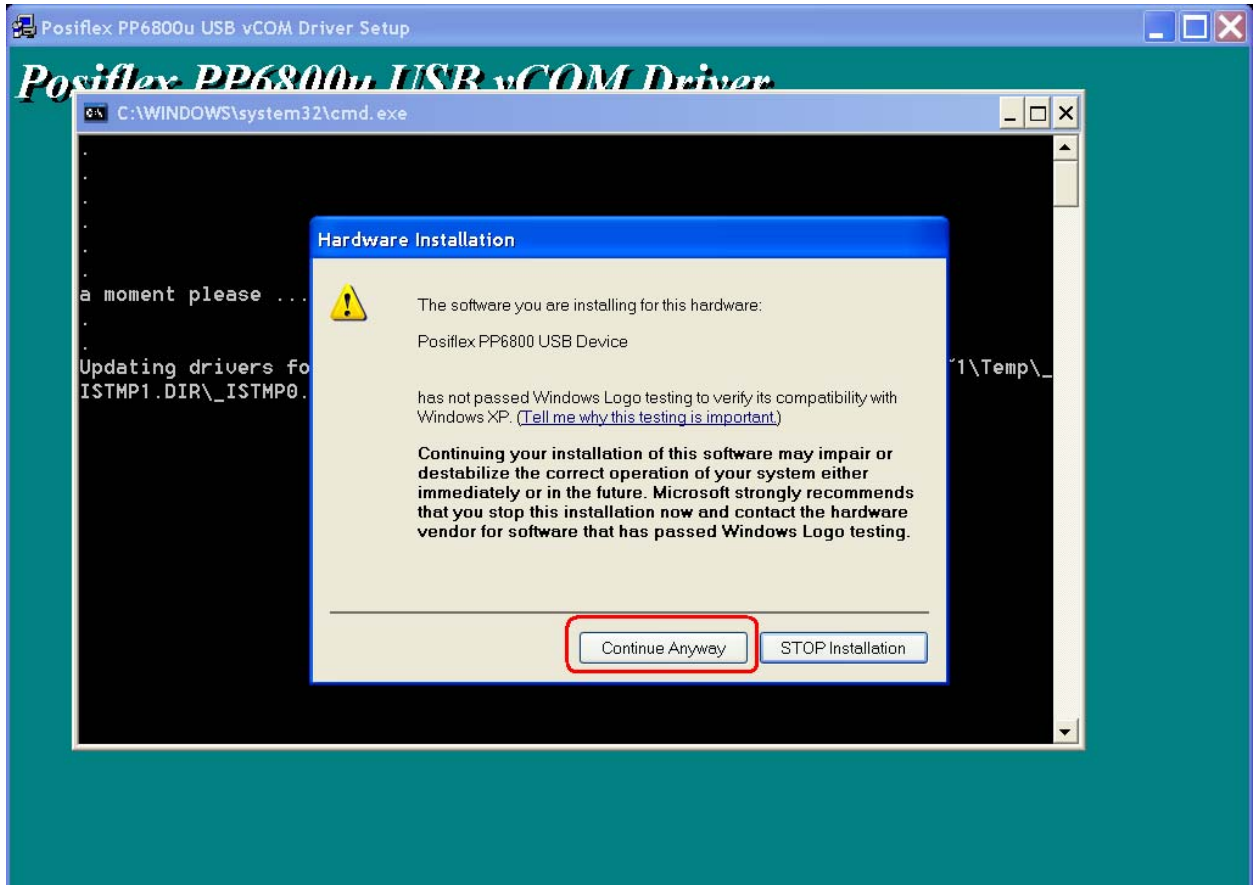 Posiflex PP6800u USB vCOM Driver Setup
Posiflex PP6800u USB vCOM Driver
C:\WINDOWS\system32\cmd.exe
.
.
.
.
.
a moment please ...
.
.
Updating drivers fo
˜1\Temp\_
ISTMP1.DIR\_ISTMP0.
Hardware Installation
The software you are installing for this hardware:
Posiflex PP6800 USB Device
has not passed Windows Logo testing to verify its compatibility with
Windows XP. (Tell me why this testing is important.)
Continuing your installation of this software may impair or
destabilize the correct operation of your system either
immediately or in the future. Microsoft strongly recommends
that you stop this installation now and contact the hardware
vendor for software that has passed Windows Logo testing.
Continue Anyway
STOP Installation